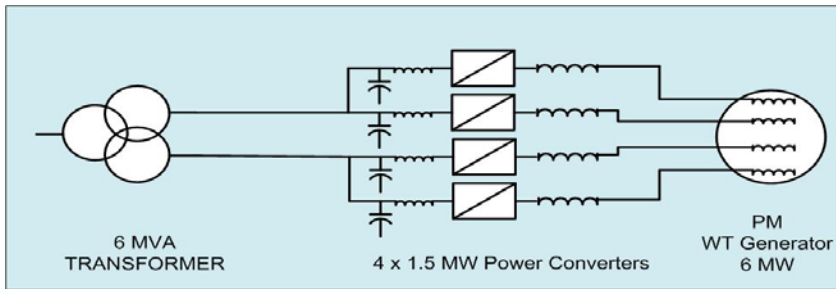 6 MVA
TRANSFORMER
4 x 1.5 MW Power Converters
PM
WT Generator
6 MW